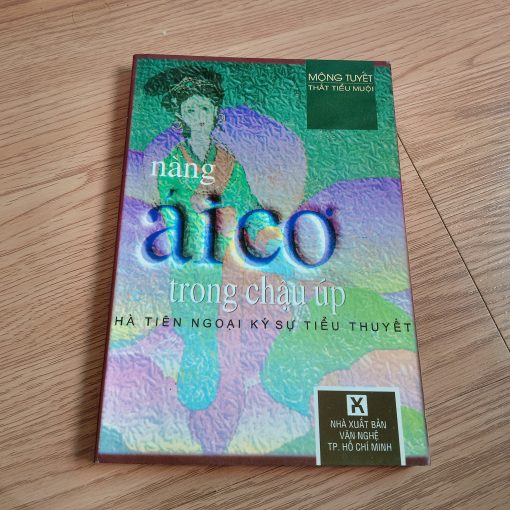 MỘNG TUYẾT
THẤT TIỂU MUỘI
nàng
ái cơ
trong chậu úp
HÀ TIÊN NGOẠI KÝ SỰ TIỂU THUYẾT
NHÀ XUẤT BẢN
VĂN NGHỆ
TP. HỒ CHÍ MINH